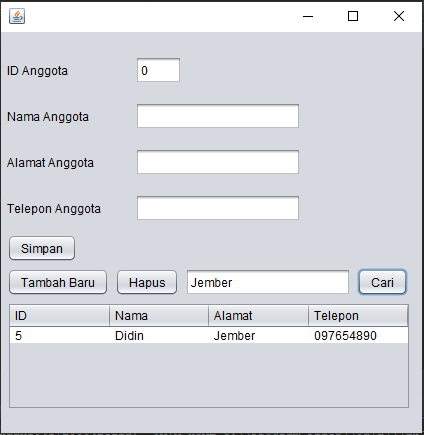 ID Anggota 0
Nama Anggota
Alamat Anggota
Telepon Anggota
Simpan
Tambah Baru Hapus Jember Cari
ID Nama Alamat Telepon
5 Didin Jember 097654890